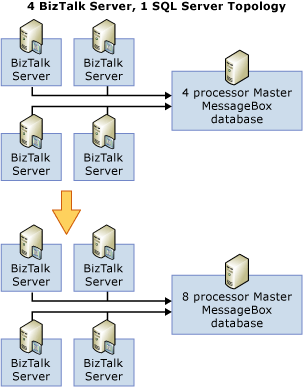 4 BizTalk Server, 1 SQL Server Topology
BizTalk
Server
BizTalk
Server
4 processor Master
MessageBox
database
BizTalk
Server
BizTalk
Server
BizTalk
Server
BizTalk
Server
8 processor Master
MessageBox
database
BizTalk
Server
BizTalk
Server